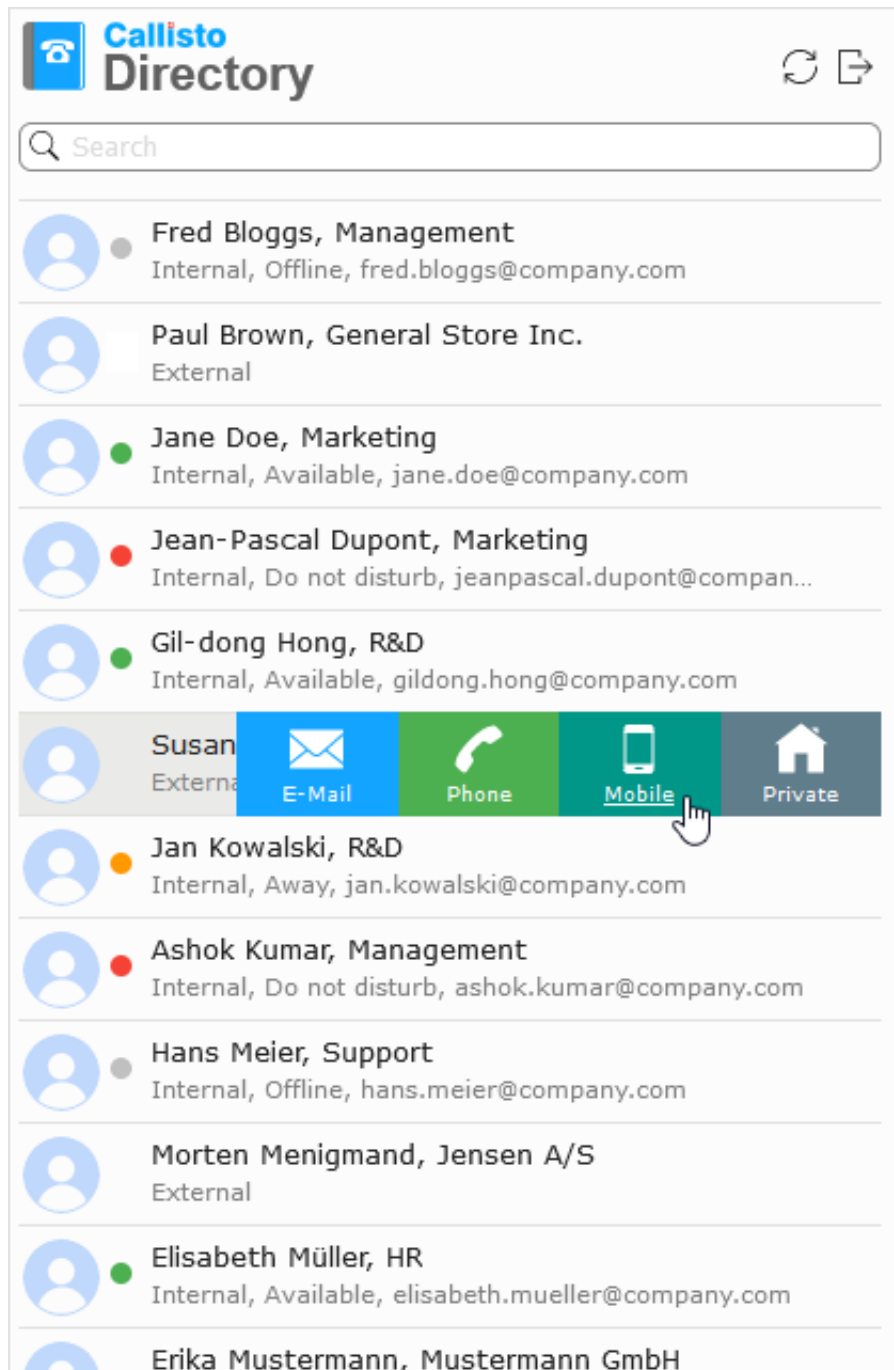 Callisto
Directory
Search
Fred Bloggs, Management
Internal, Offline, fred.bloggs@company.com
Paul Brown, General Store Inc.
External
Jane Doe, Marketing
Internal, Available, jane.doe@company.com
Jean-Pascal Dupont, Marketing
Internal, Do not disturb, jeanpascal.dupont@compan...
Gil-dong Hong, R&D
Internal, Available, gildong.hong@company.com
Susan
Externa
E-Mail Phone Mobile Private
Jan Kowalski, R&D
Internal, Away, jan.kowalski@company.com
Ashok Kumar, Management
Internal, Do not disturb, ashok.kumar@company.com
Hans Meier, Support
Internal, Offline, hans.meier@company.com
Morten Menigmand, Jensen A/S
External
Elisabeth Müller, HR
Internal, Available, elisabeth.mueller@company.com
Erika Mustermann, Mustermann GmbH